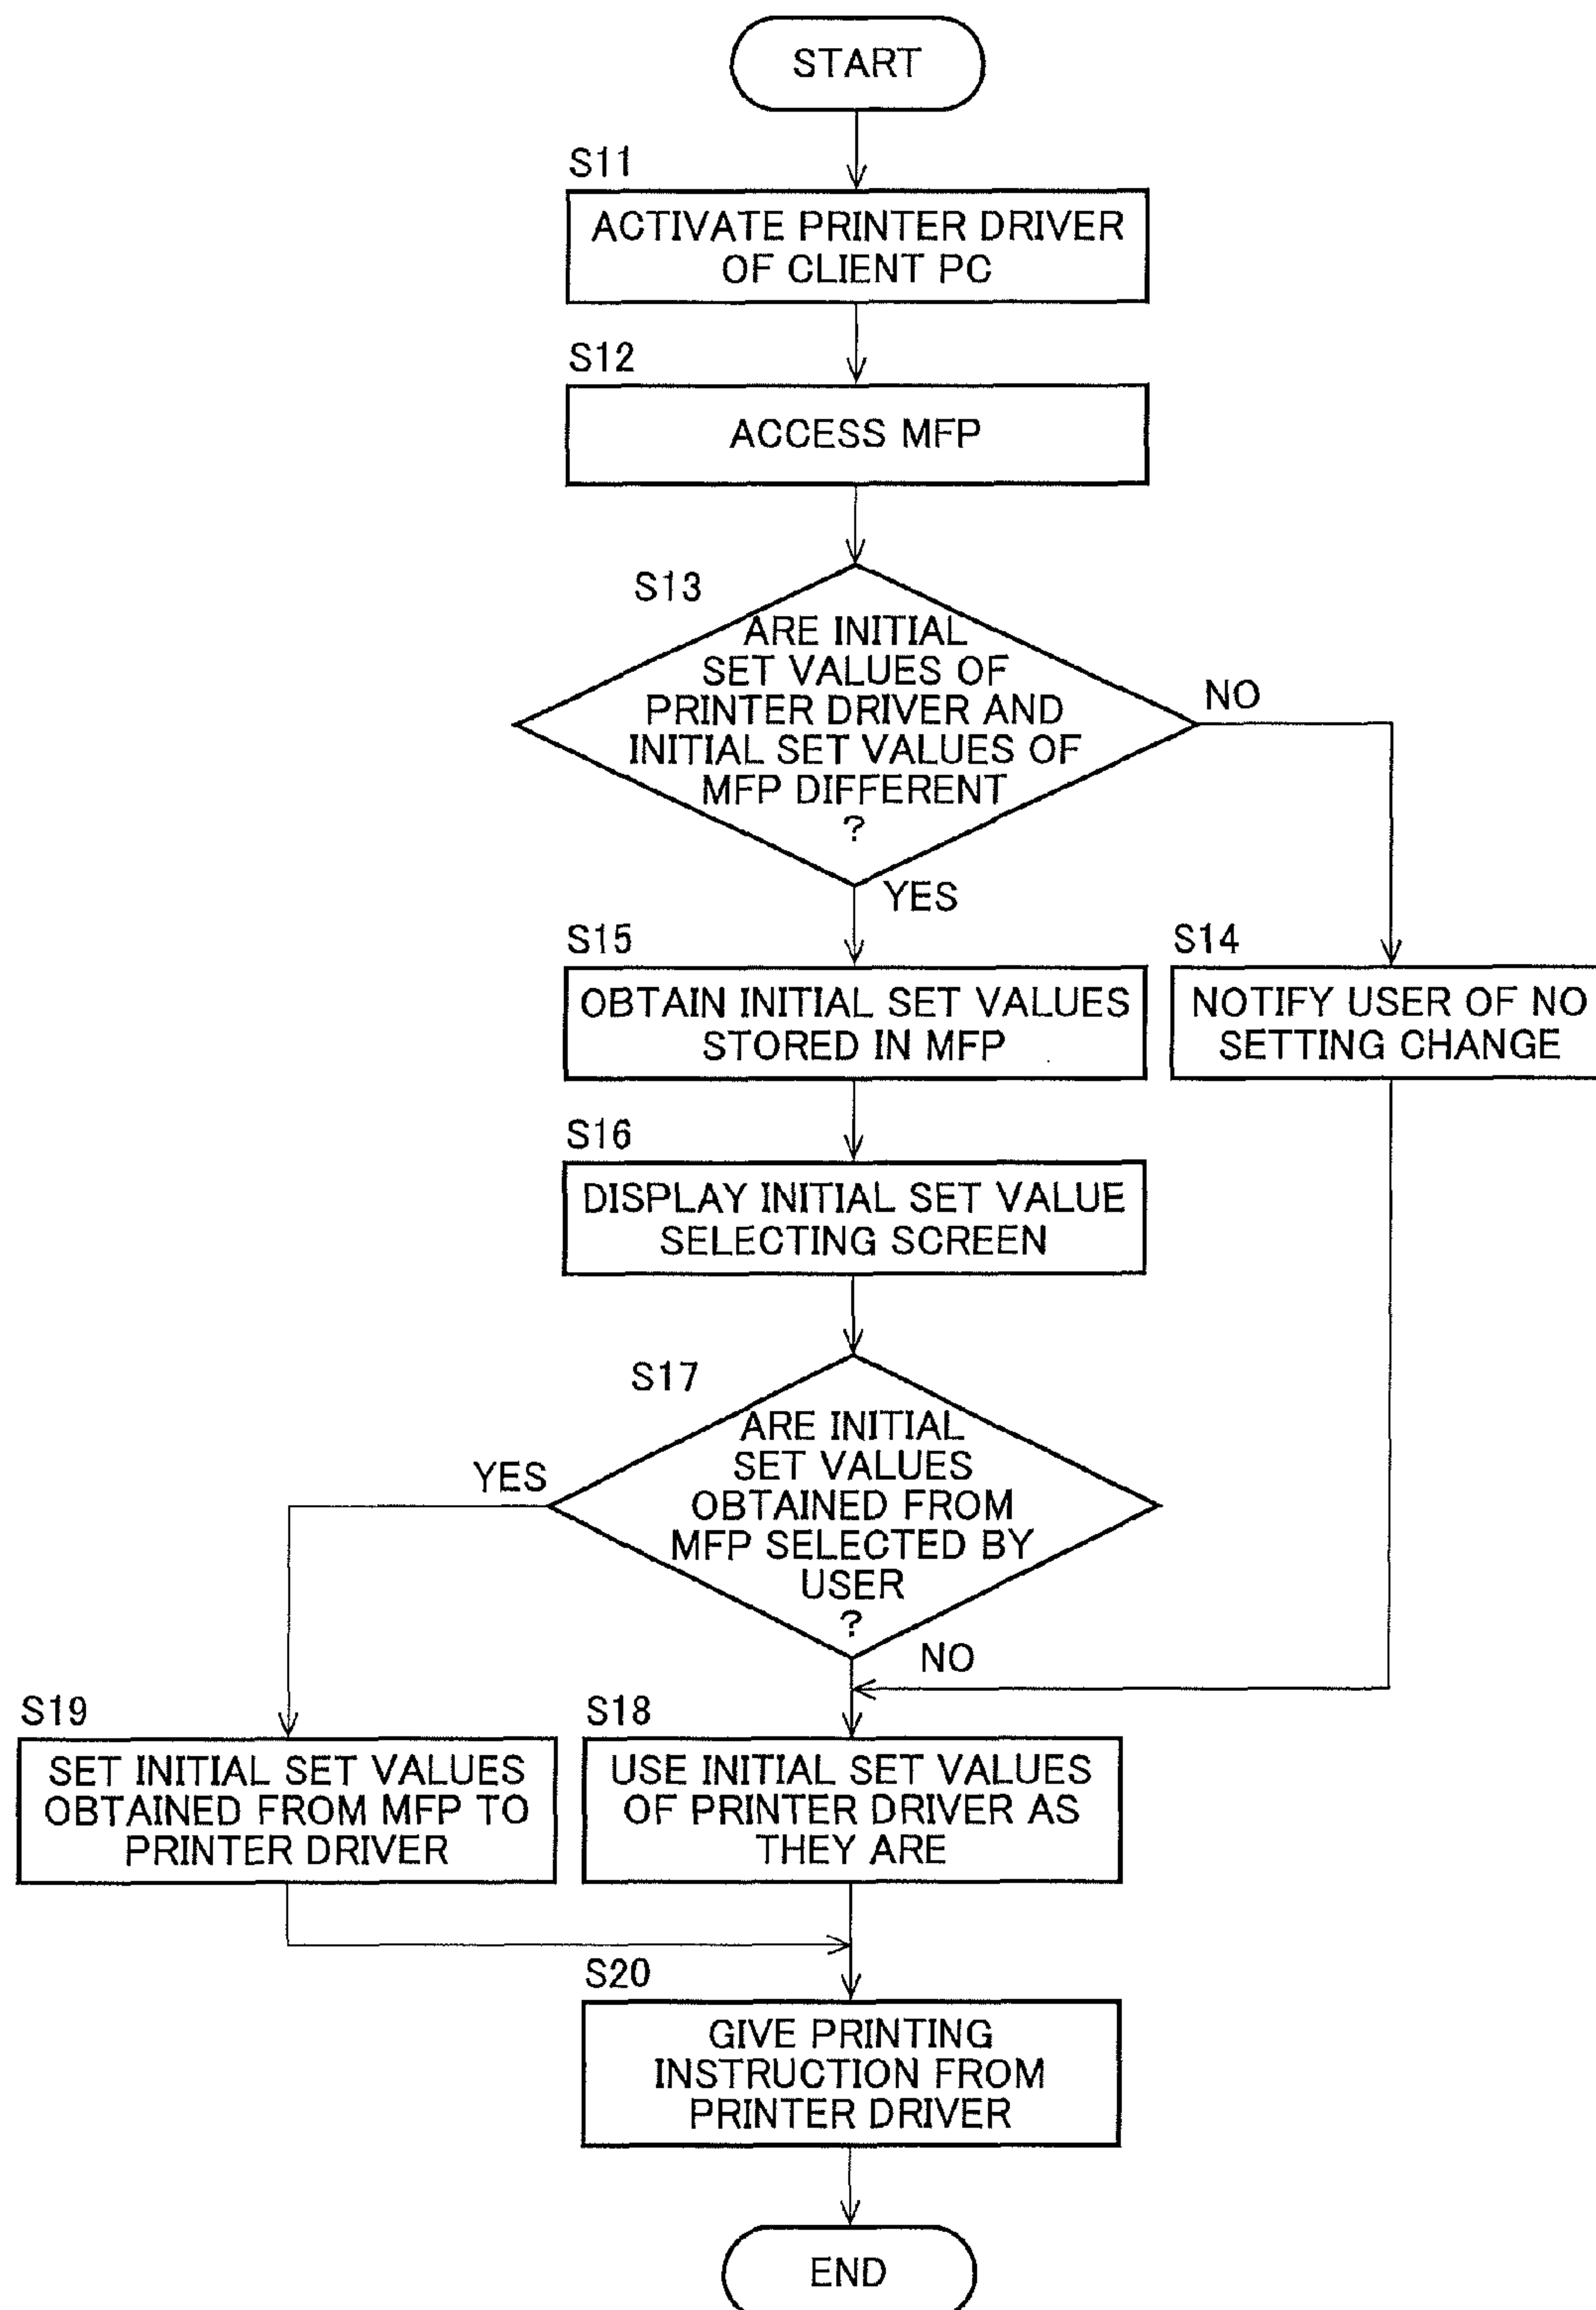 START
S11
ACTIVATE PRINTER DRIVER
OF CLIENT PC
S12
ACCESS MFP
S13
ARE INITIAL
SET VALUES OF
PRINTER DRIVER AND
INITIAL SET VALUES OF
MFP DIFFERENT
?
NO
YES
S15
OBTAIN INITIAL SET VALUES
STORED IN MFP
S14
NOTIFY USER OF NO
SETTING CHANGE
S16
DISPLAY INITIAL SET VALUE
SELECTING SCREEN
S17
ARE INITIAL
SET VALUES
OBTAINED FROM
MFP SELECTED BY
USER
?
YES
NO
S19
SET INITIAL SET VALUES
OBTAINED FROM MFP TO
PRINTER DRIVER
S18
USE INITIAL SET VALUES
OF PRINTER DRIVER AS
THEY ARE
S20
GIVE PRINTING
INSTRUCTION FROM
PRINTER DRIVER
END